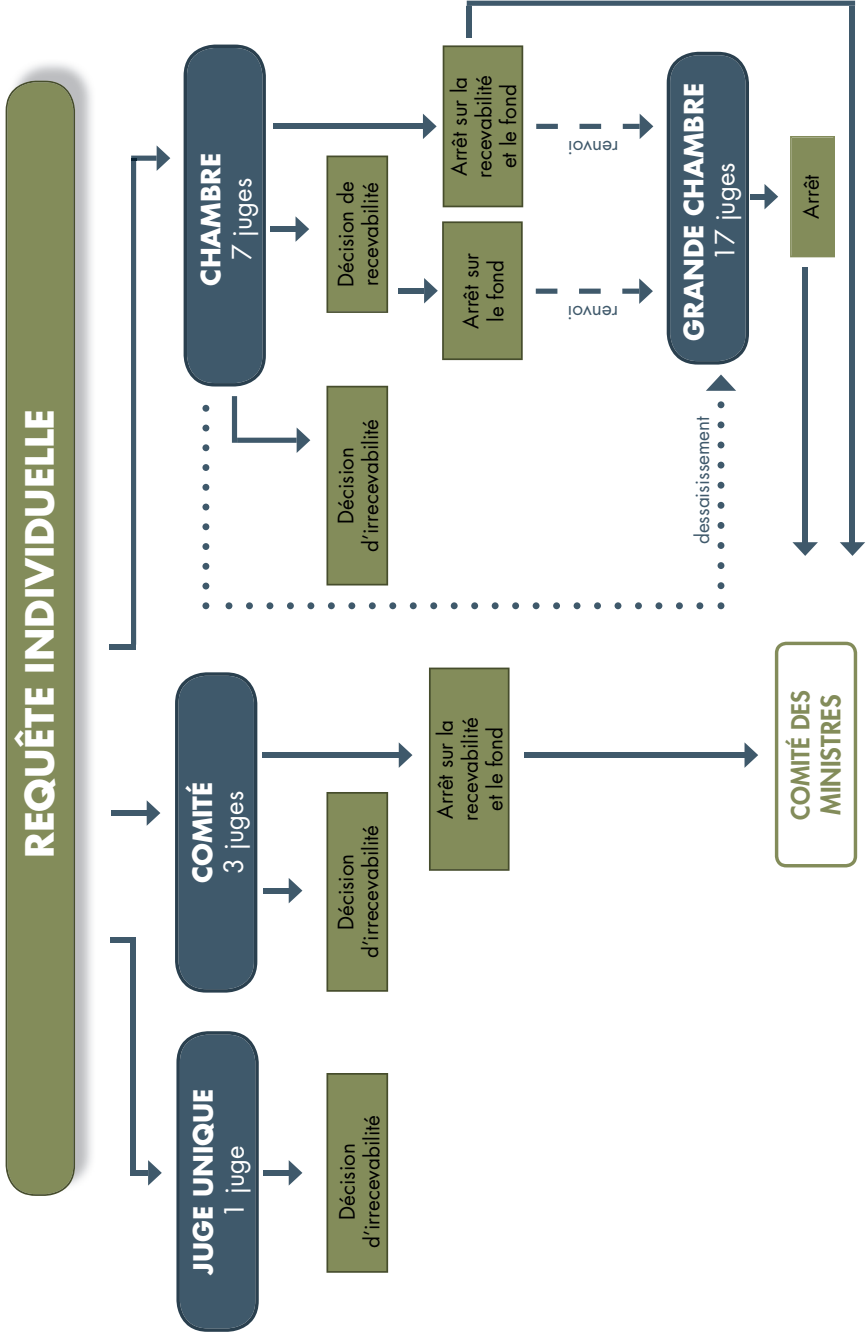 REQUÊTE INDIVIDUELLE
JUGE UNIQUE
1 juge
Décision
d'irrecevabilité
COMITÉ
3 juges
Décision
d'irrecevabilité
Arrêt sur la
recevabilité
et le fond
CHAMBRE
7 juges
Décision
d'irrecevabilité
Décision de
recevabilité
Arrêt sur
le fond
Arrêt sur la
recevabilité
et le fond
renvoi
renvoi
dessaisissement
GRANDE CHAMBRE
17 juges
Arrêt
COMITÉ DES
MINISTRES